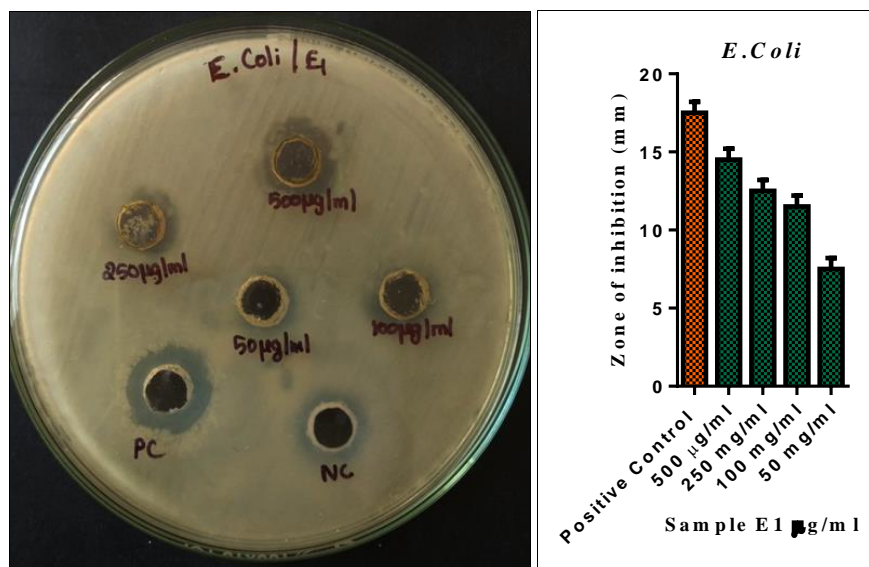 E.Coli / E1
500µg/ml
250µg/ml
50µg/ml
100µg/ml
PC
NC
E.Coli
Zone of inhibition (mm)
20
15
10
5
0
Positive Control
500 µg/ml
250 mg/ml
100 mg/ml
50 mg/ml
Sample E1 µg/ml